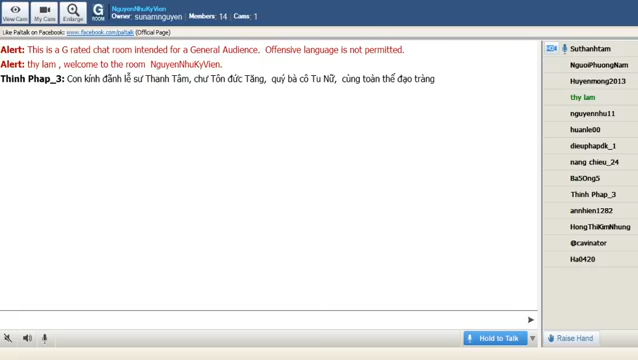 View Cam
My Cam
Enlarge
G
ROOM
NguyenNhuKyVien
Owner: sunamnguyen Members: 14 Cams: 1
Like Paltalk on Facebook: www.facebook.com/paltalk (Official Page)
Alert: This is a G rated chat room intended for a General Audience. Offensive language is not permitted.
Alert: thy lam , welcome to the room NguyenNhuKyVien.
Thinh Phap_3: Con kính đãnh lễ sư Thanh Tâm, chư Tôn đức Tăng, quý bà cô Tu Nữ, cùng toàn thể đạo tràng
Suthanhtam
NguoiPhuongNam
Huyenmong2013
thy lam
nguyennhu11
huanle00
dieuphapdk_1
nang chieu_24
Ba5Ong5
Thinh Phap_3
annhien1282
HongThiKimNhung
@cavinator
Ha0420
Hold to Talk
Raise Hand